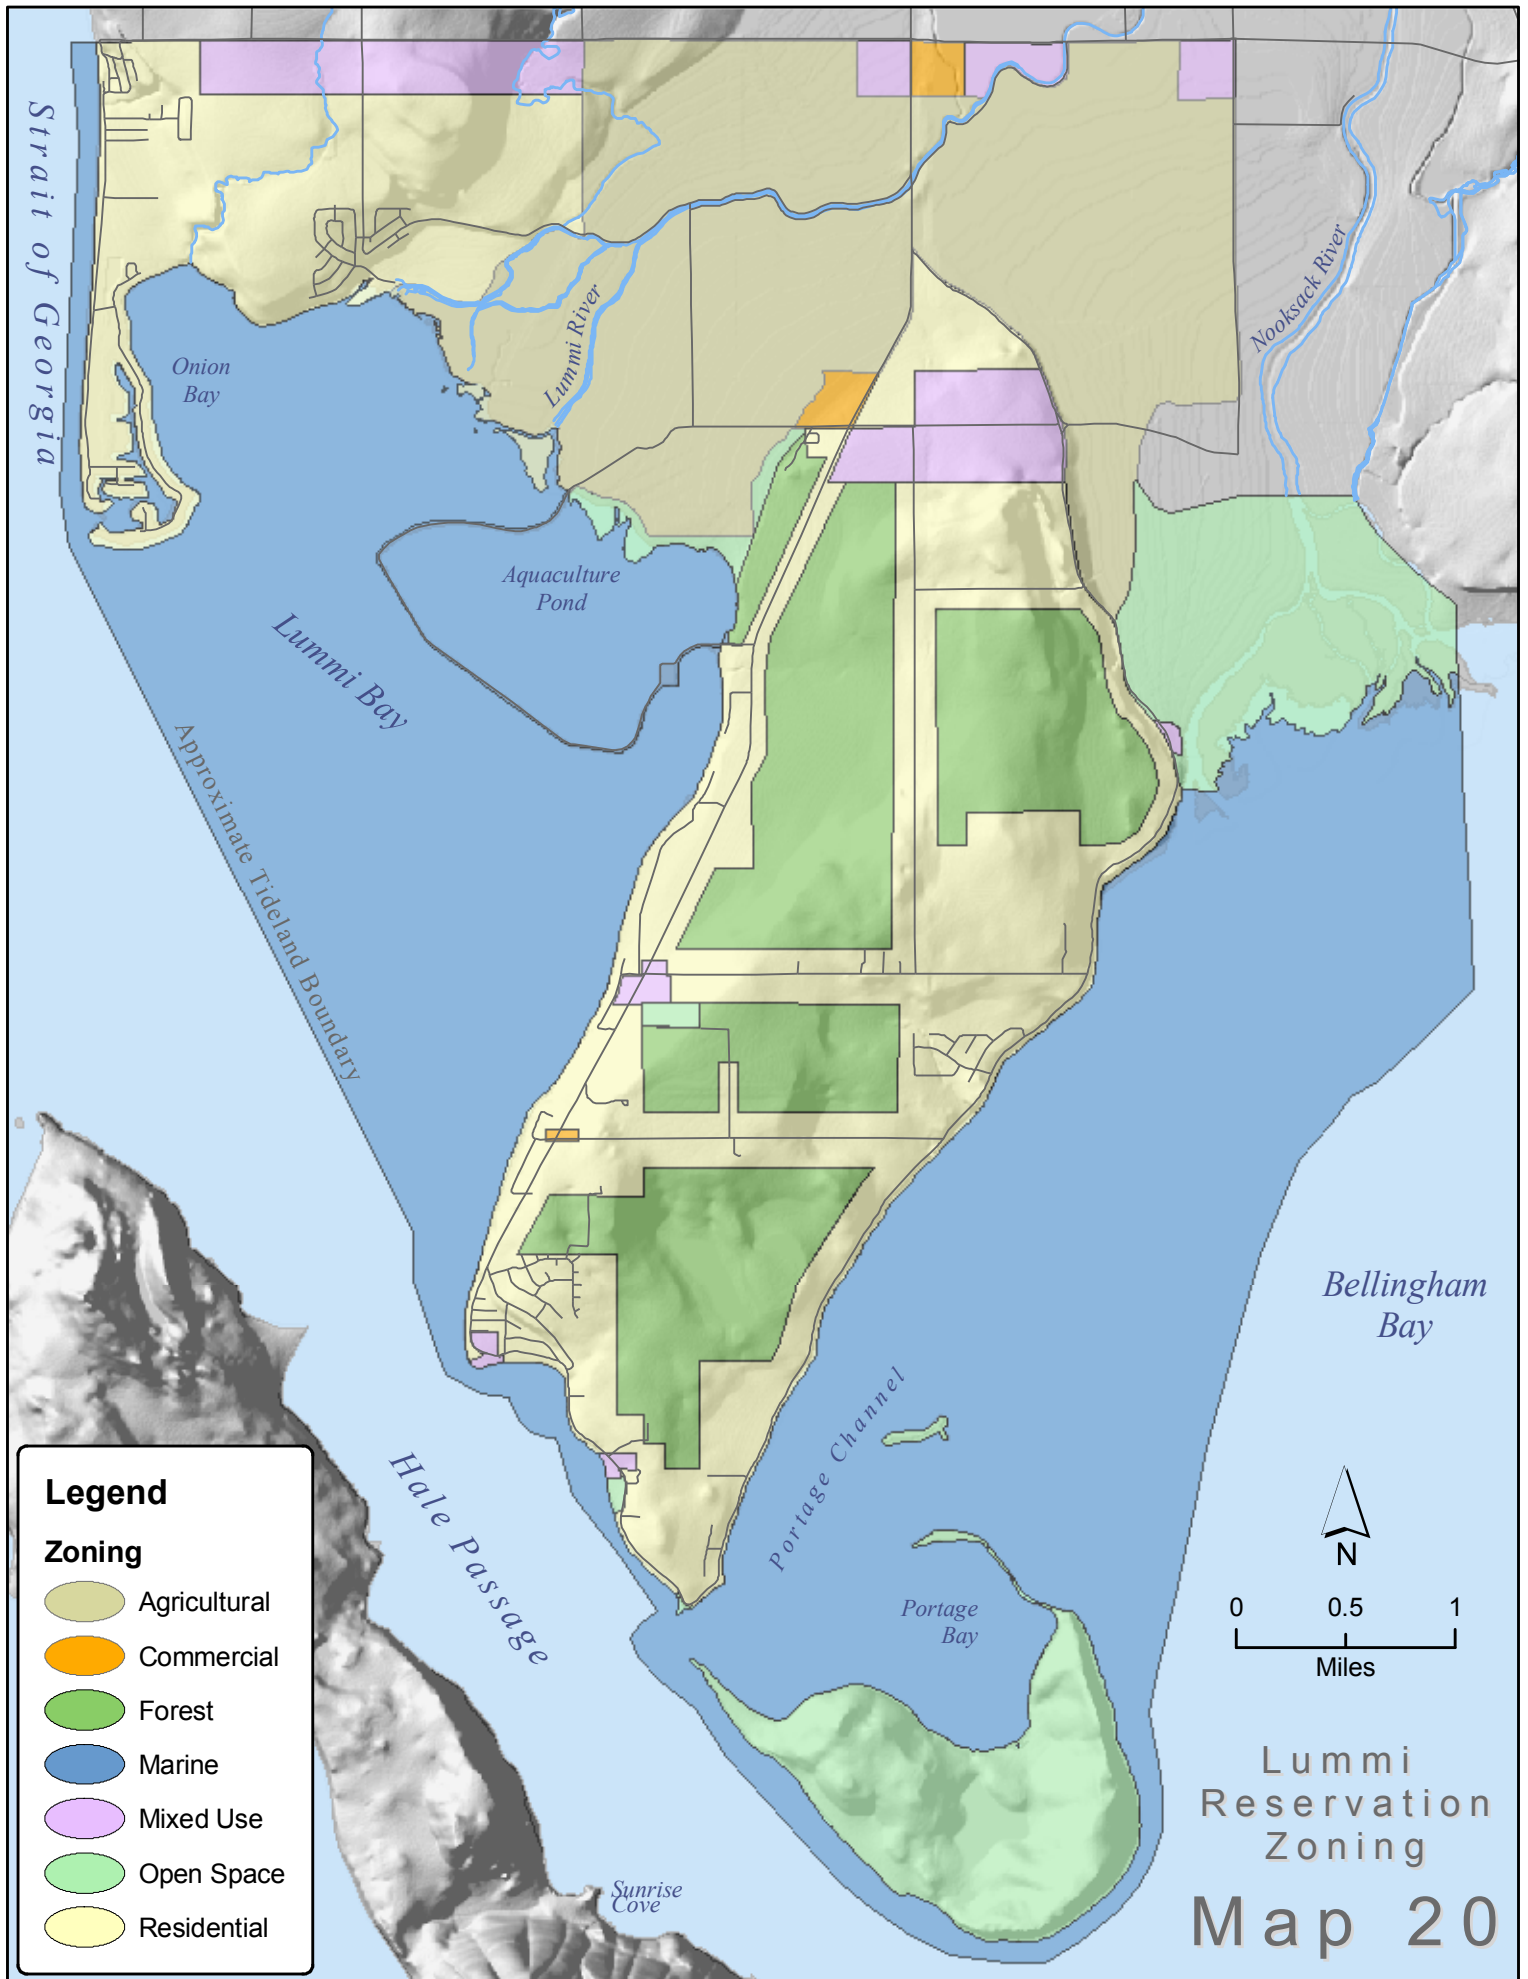 Strait of Georgia
Onion
Bay
Lummi River
Nooksack River
Aquaculture
Pond
Lummi Bay
Approximate Tideland Boundary
Bellingham
Bay
Portage Channel
Hale Passage
Portage
Bay
Sunrise
Cove
Legend
Zoning
Agricultural
Commercial
Forest
Marine
Mixed Use
Open Space
Residential
N
0 0.5 1
Miles
Lummi
Reservation
Zoning
Map 20